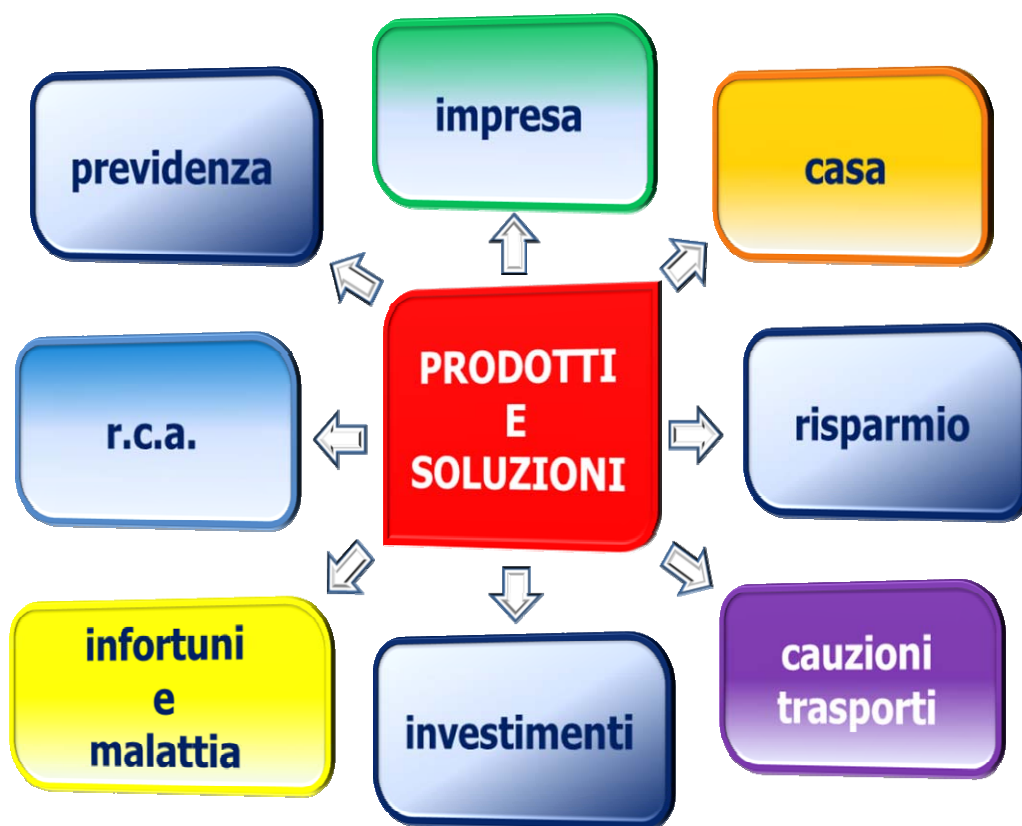 previdenza
impresa
casa
r.c.a.
PRODOTTI
E
SOLUZIONI
risparmio
infortuni
e
malattia
investimenti
cauzioni
trasporti